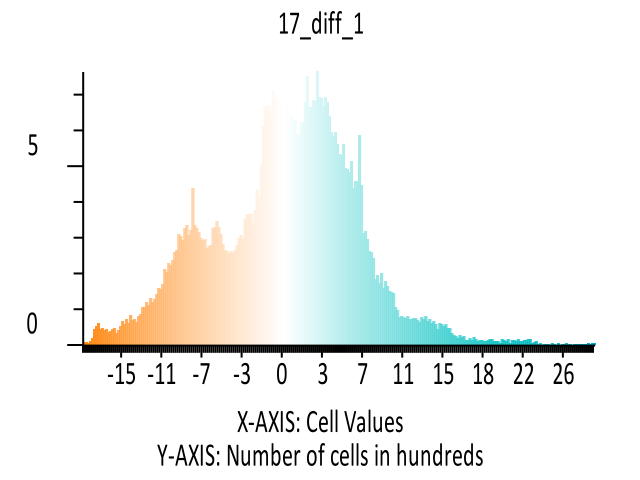 17_diff_1
5
0
-15 -11 -7 -3 0 3 7 11 15 18 22 26
X-AXIS: Cell Values
Y-AXIS: Number of cells in hundreds